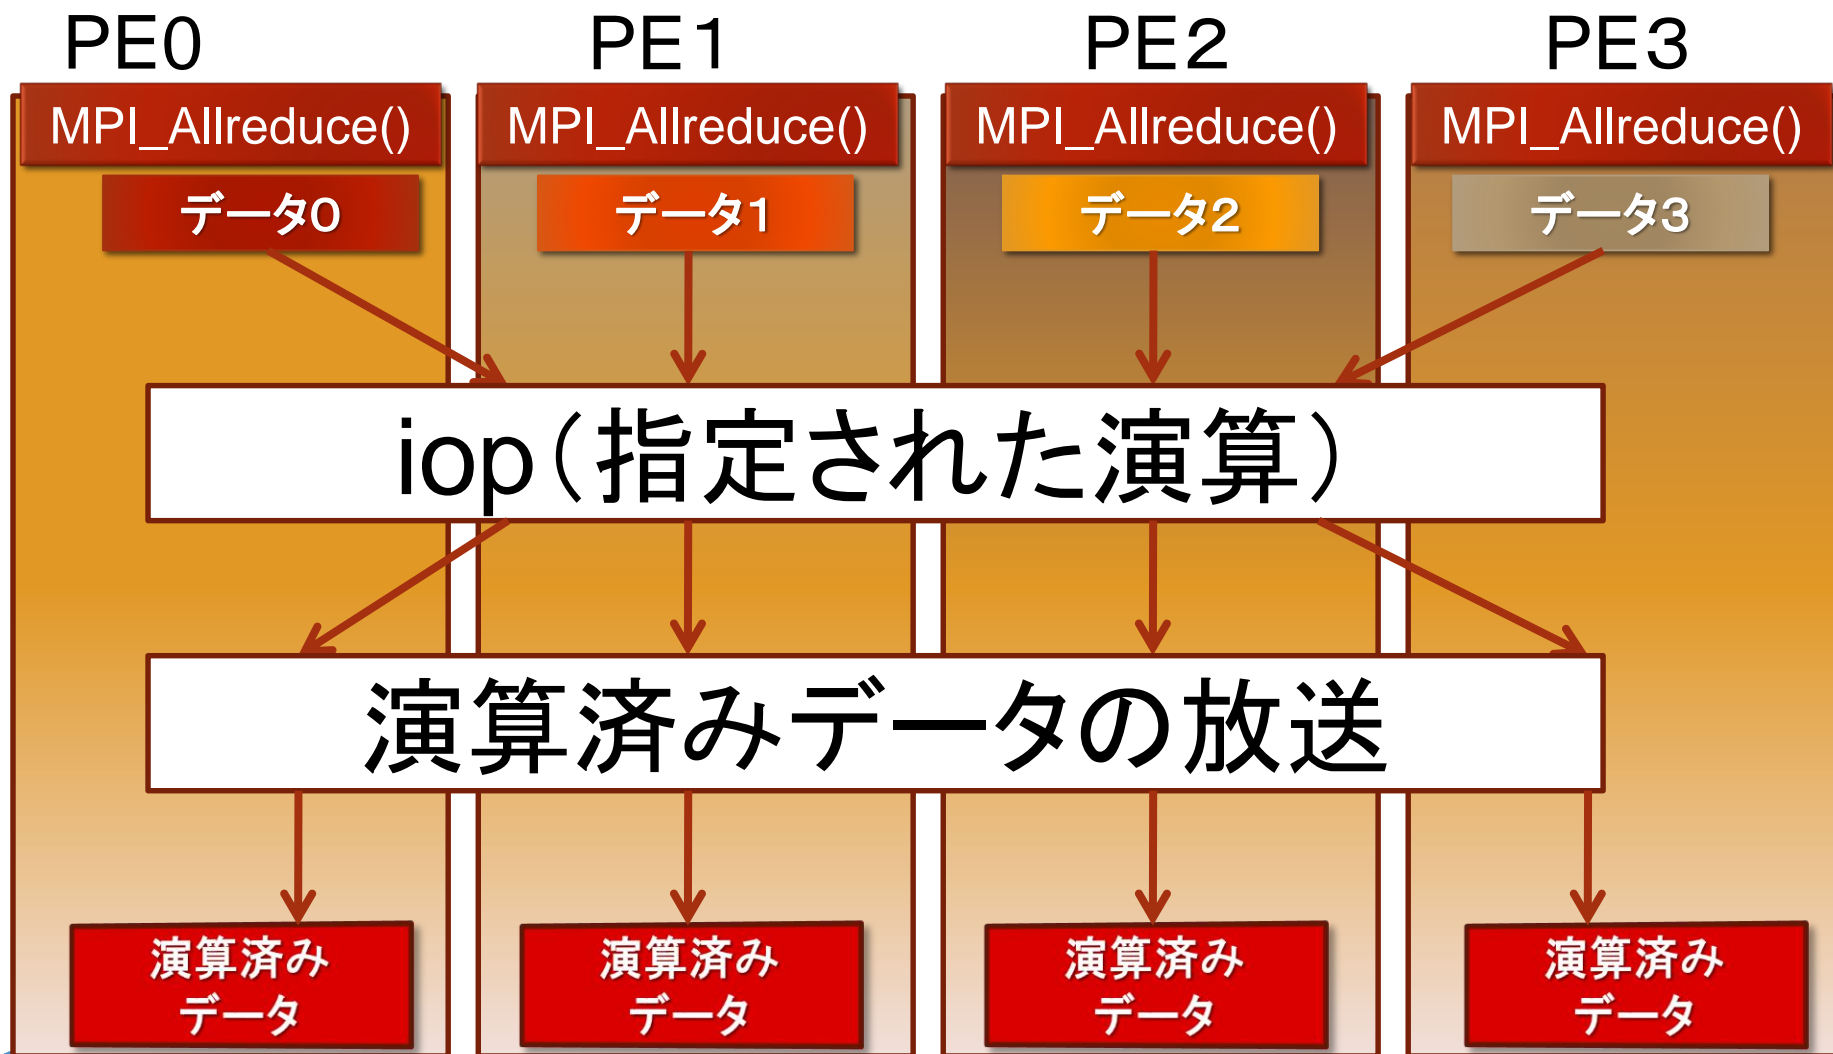 PE0 PE1 PE2 PE3
MPI_Allreduce() MPI_Allreduce() MPI_Allreduce() MPI_Allreduce()
データ0 データ1 データ2 データ3
iop(指定された演算)
演算済みデータの放送
演算済み 演算済み 演算済み 演算済み
データ データ データ データ